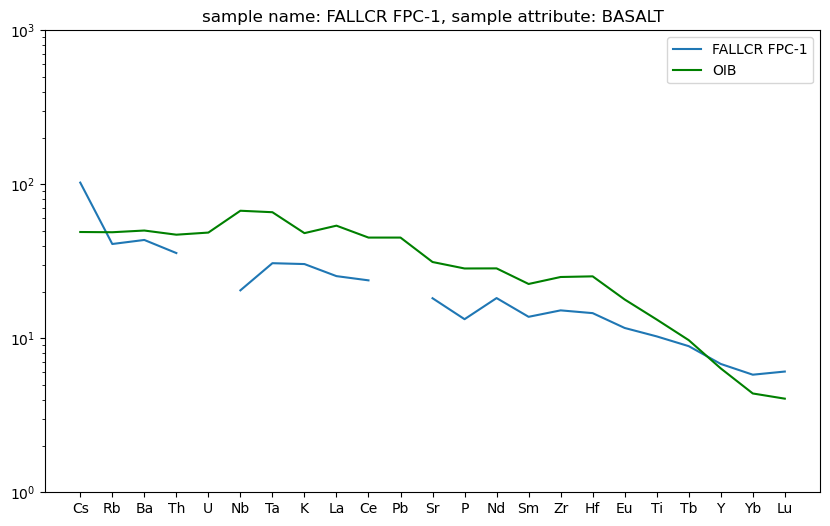 sample name: FALLCR FPC-1, sample attribute: BASALT
10³
FALLCR FPC-1
OIB
10²
10¹
10⁰
Cs Rb Ba Th U Nb Ta K La Ce Pb Sr P Nd Sm Zr Hf Eu Ti Tb Y Yb Lu